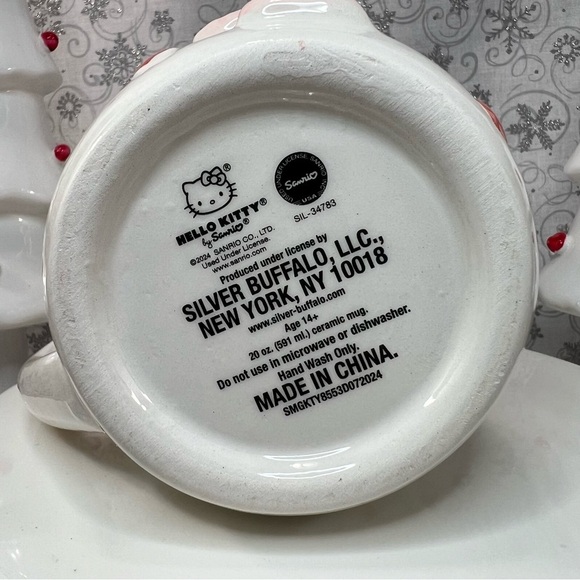 HELLO KITTY®
by Sanrio®
©2024 SANRIO CO., LTD.
Used Under License.
www.sanrio.com
Sanrio
SIL-34783
Produced under license by
SILVER BUFFALO, LLC.,
NEW YORK, NY 10018
www.silver-buffalo.com
Age 14+
20 oz. (591 ml.) ceramic mug.
Do not use in microwave or dishwasher.
Hand Wash Only.
MADE IN CHINA.
SMGKTY8553D072024